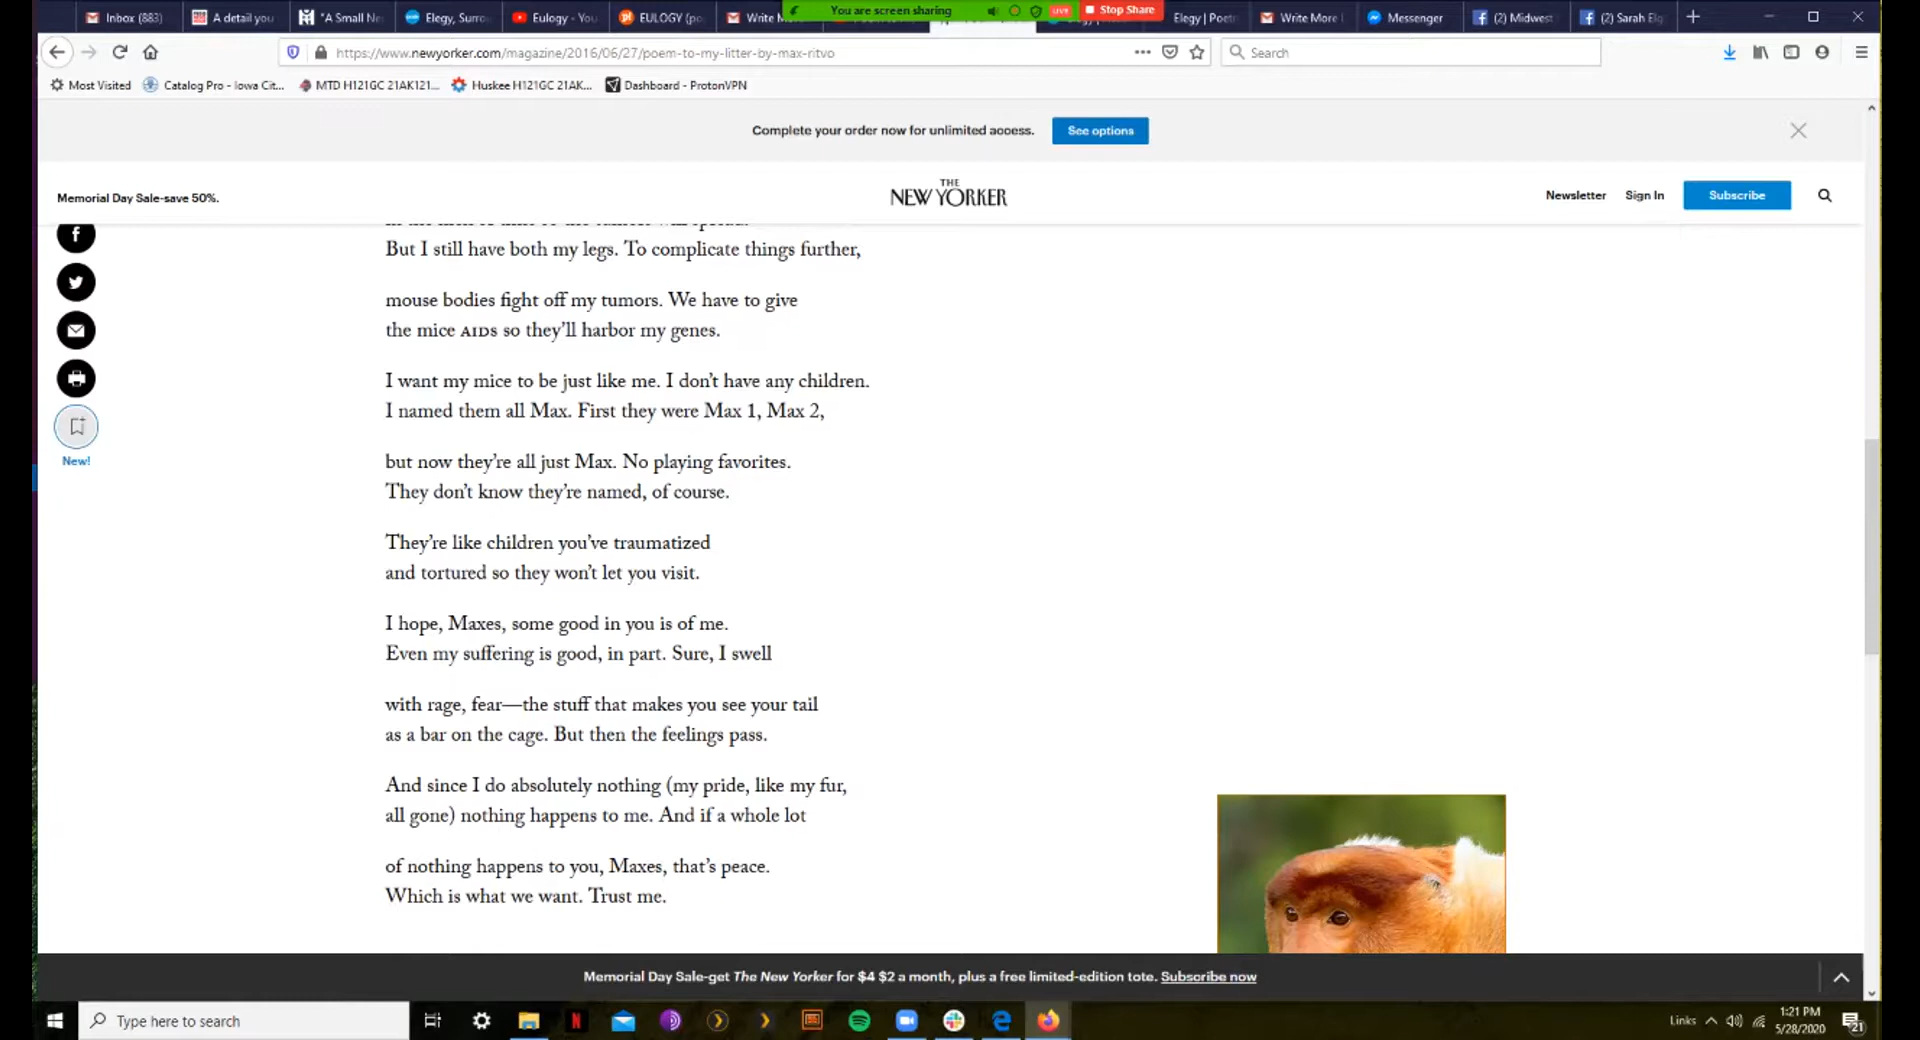 Inbox (883)
A detail you
"A Small Ne
Elegy, Surro
Eulogy - You
EULOGY (po
Write M
You are screen sharing
LIVE
Stop Share
Elegy | Poetr
Write More
Messenger
(2) Midwest
(2) Sarah Elg
https://www.newyorker.com/magazine/2016/06/27/poem-to-my-litter-by-max-ritvo
Search
Most Visited
Catalog Pro - Iowa Cit...
MTD H121GC 21AK121...
Huskee H121GC 21AK...
Dashboard - ProtonVPN
Complete your order now for unlimited access.
See options
Memorial Day Sale-save 50%.
THE
NEW YORKER
Newsletter
Sign In
Subscribe
But I still have both my legs. To complicate things further,
mouse bodies fight off my tumors. We have to give
the mice AIDS so they'll harbor my genes.
I want my mice to be just like me. I don't have any children.
I named them all Max. First they were Max 1, Max 2,
but now they're all just Max. No playing favorites.
They don't know they're named, of course.
They're like children you've traumatized
and tortured so they won't let you visit.
I hope, Maxes, some good in you is of me.
Even my suffering is good, in part. Sure, I swell
with rage, fear—the stuff that makes you see your tail
as a bar on the cage. But then the feelings pass.
And since I do absolutely nothing (my pride, like my fur,
all gone) nothing happens to me. And if a whole lot
of nothing happens to you, Maxes, that's peace.
Which is what we want. Trust me.
New!
Memorial Day Sale-get The New Yorker for $4 $2 a month, plus a free limited-edition tote. Subscribe now
Type here to search
Links
1:21 PM
5/28/2020
21